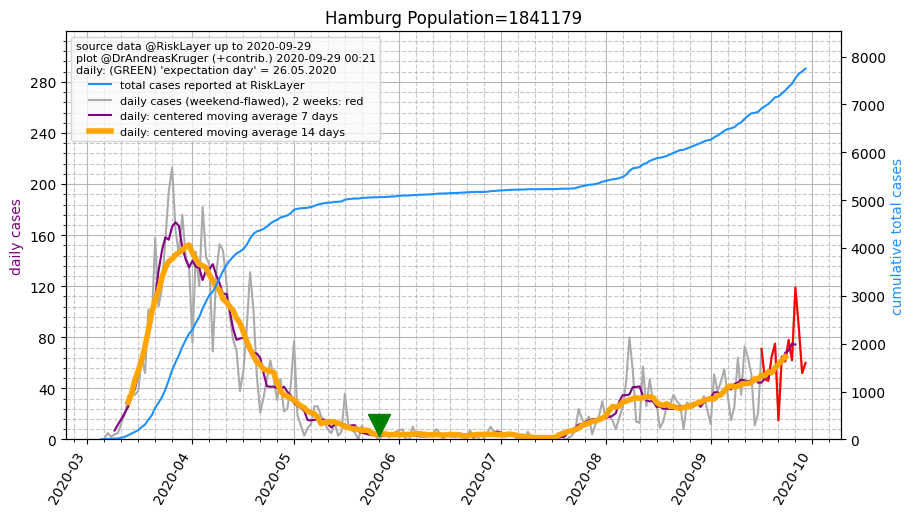 Hamburg Population=1841179
source data @RiskLayer up to 2020-09-29
plot @DrAndreasKruger (+contrib.) 2020-09-29 00:21
daily: (GREEN) 'expectation day' = 26.05.2020
total cases reported at RiskLayer
daily cases (weekend-flawed), 2 weeks: red
daily: centered moving average 7 days
daily: centered moving average 14 days
daily cases
280
240
200
160
120
80
40
0
8000
7000
6000
5000
4000
3000
2000
1000
0
cumulative total cases
2020-03
2020-04
2020-05
2020-06
2020-07
2020-08
2020-09
2020-10